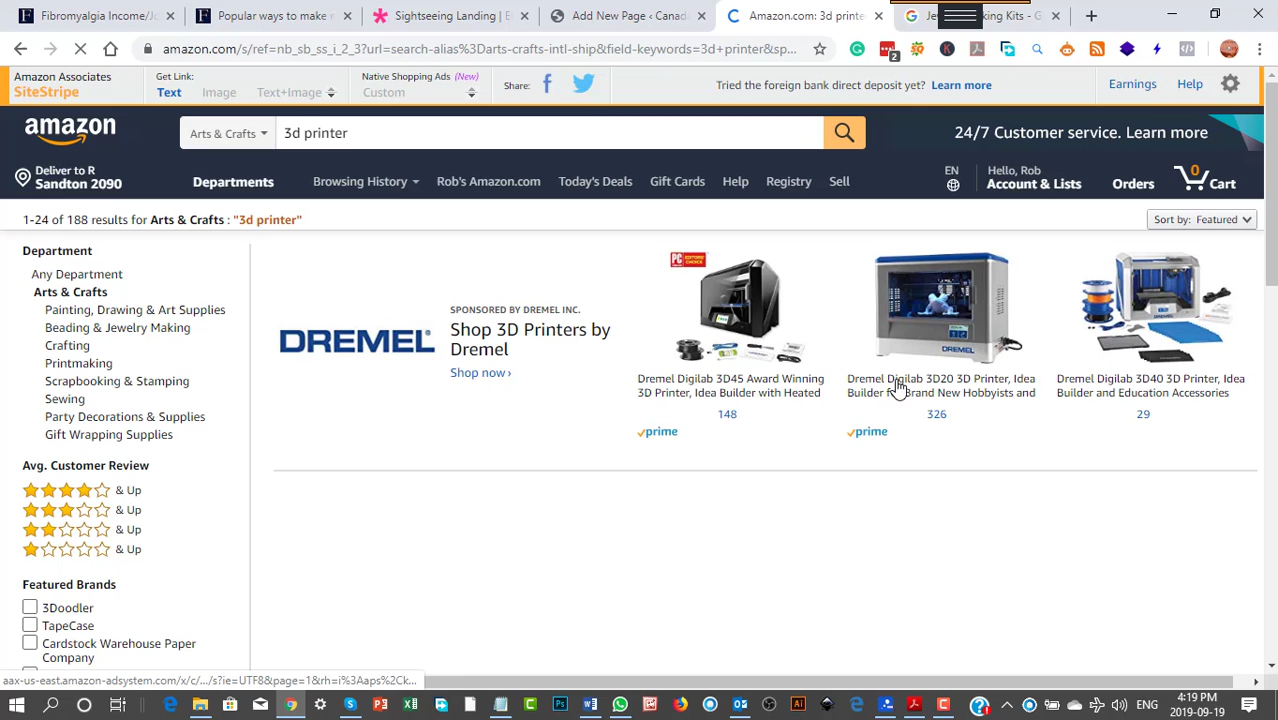 Fibromyalgia Income/Jo
Popular ways to make m
Sightseeing Landing
Add New Page ‹ Canad
Amazon.com: 3d printe
Kits - G
amazon.com/s/ref=nb_sb_ss_i_2_3?url=search-alias%3Darts-crafts-intl-ship&field-keywords=3d+printer&sp...
2
Amazon Associates
SiteStripe
Get Link:
Text Image Text+Image
Native Shopping Ads (New)
Custom
Share:
Tried the foreign bank direct deposit yet? Learn more
Earnings Help
amazon
Arts & Crafts
3d printer
24/7 Customer service. Learn more
Deliver to R
Sandton 2090
Departments Browsing History Rob's Amazon.com Today's Deals Gift Cards Help Registry Sell
EN
Hello, Rob
Account & Lists
Orders
0
Cart
1-24 of 188 results for Arts & Crafts : "3d printer"
Sort by: Featured
Department
Any Department
Arts & Crafts
Painting, Drawing & Art Supplies
Beading & Jewelry Making
Crafting
Printmaking
Scrapbooking & Stamping
Sewing
Party Decorations & Supplies
Gift Wrapping Supplies
Avg. Customer Review
& Up
& Up
& Up
& Up
Featured Brands
3Doodler
TapeCase
Cardstock Warehouse Paper
Company
DREMEL
SPONSORED BY DREMEL INC.
Shop 3D Printers by
Dremel
Shop now ›
PC
Dremel Digilab 3D45 Award Winning
3D Printer, Idea Builder with Heated
148
prime
DREMEL
Dremel Digilab 3D20 3D Printer, Idea
Builder Brand New Hobbyists and
326
prime
Dremel Digilab 3D40 3D Printer, Idea
Builder and Education Accessories
29
aax-us-east.amazon-adsystem.com/x/c/.../s?ie=UTF8&page=1&rh=i%3Aaps%2Ck...
4:19 PM
2019-09-19
ENG